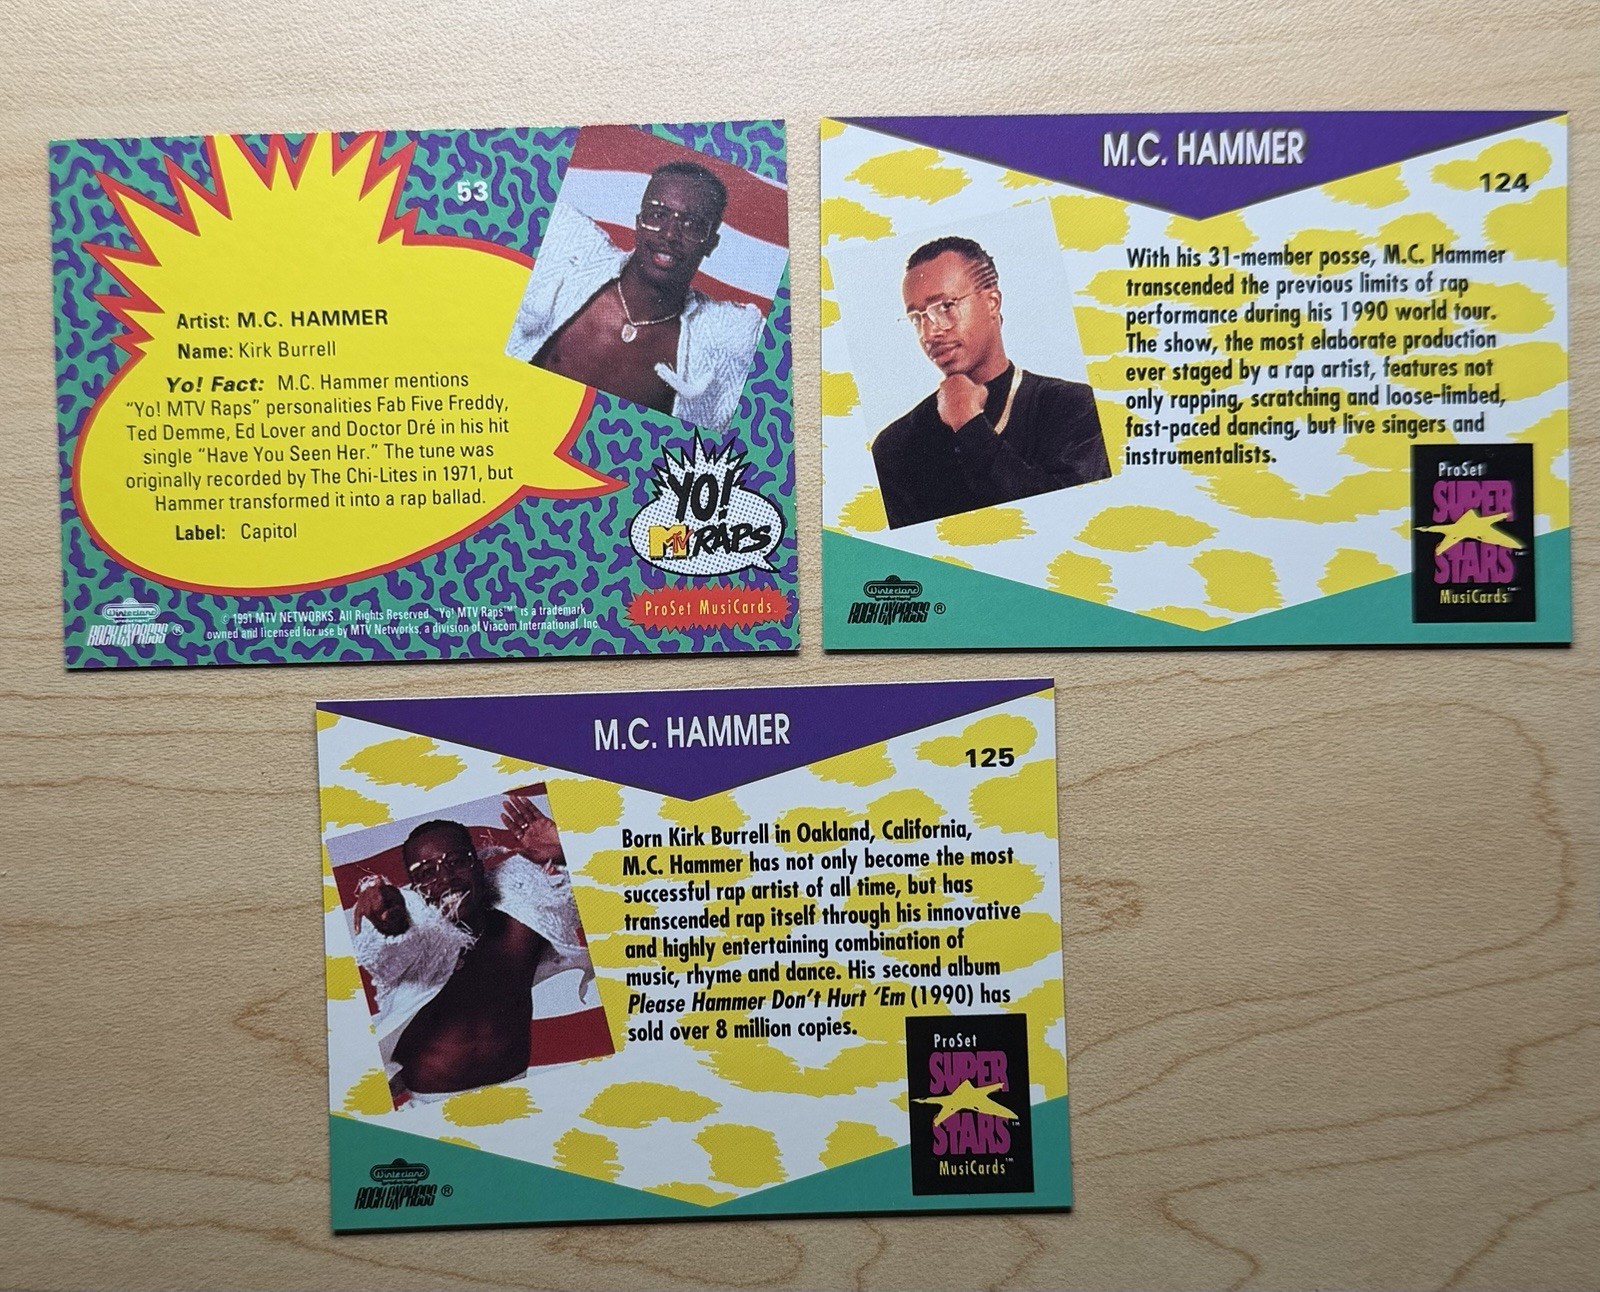 53
Artist: M.C. HAMMER
Name: Kirk Burrell
Yo! Fact: M.C. Hammer mentions
"Yo! MTV Raps" personalities Fab Five Freddy,
Ted Demme, Ed Lover and Doctor Dré in his hit
single "Have You Seen Her." The tune was
originally recorded by The Chi-Lites in 1971, but
Hammer transformed it into a rap ballad.
Label: Capitol
YO!
MTV RAPS
ProSet MusiCards
Winterland
ROCK EXPRESS ®
© 1991 MTV NETWORKS. All Rights Reserved. "Yo! MTV Raps"™ is a trademark
owned and licensed for use by MTV Networks, a division of Viacom International, Inc.
M.C. HAMMER
124
With his 31-member posse, M.C. Hammer
transcended the previous limits of rap
performance during his 1990 world tour.
The show, the most elaborate production
ever staged by a rap artist, features not
only rapping, scratching and loose-limbed,
fast-paced dancing, but live singers and
instrumentalists.
ProSet
SUPER
STARS™
MusiCards™
Winterland
ROCK EXPRESS ®
M.C. HAMMER
125
Born Kirk Burrell in Oakland, California,
M.C. Hammer has not only become the most
successful rap artist of all time, but has
transcended rap itself through his innovative
and highly entertaining combination of
music, rhyme and dance. His second album
Please Hammer Don't Hurt 'Em (1990) has
sold over 8 million copies.
ProSet
SUPER
STARS™
MusiCards™
Winterland
ROCK EXPRESS ®